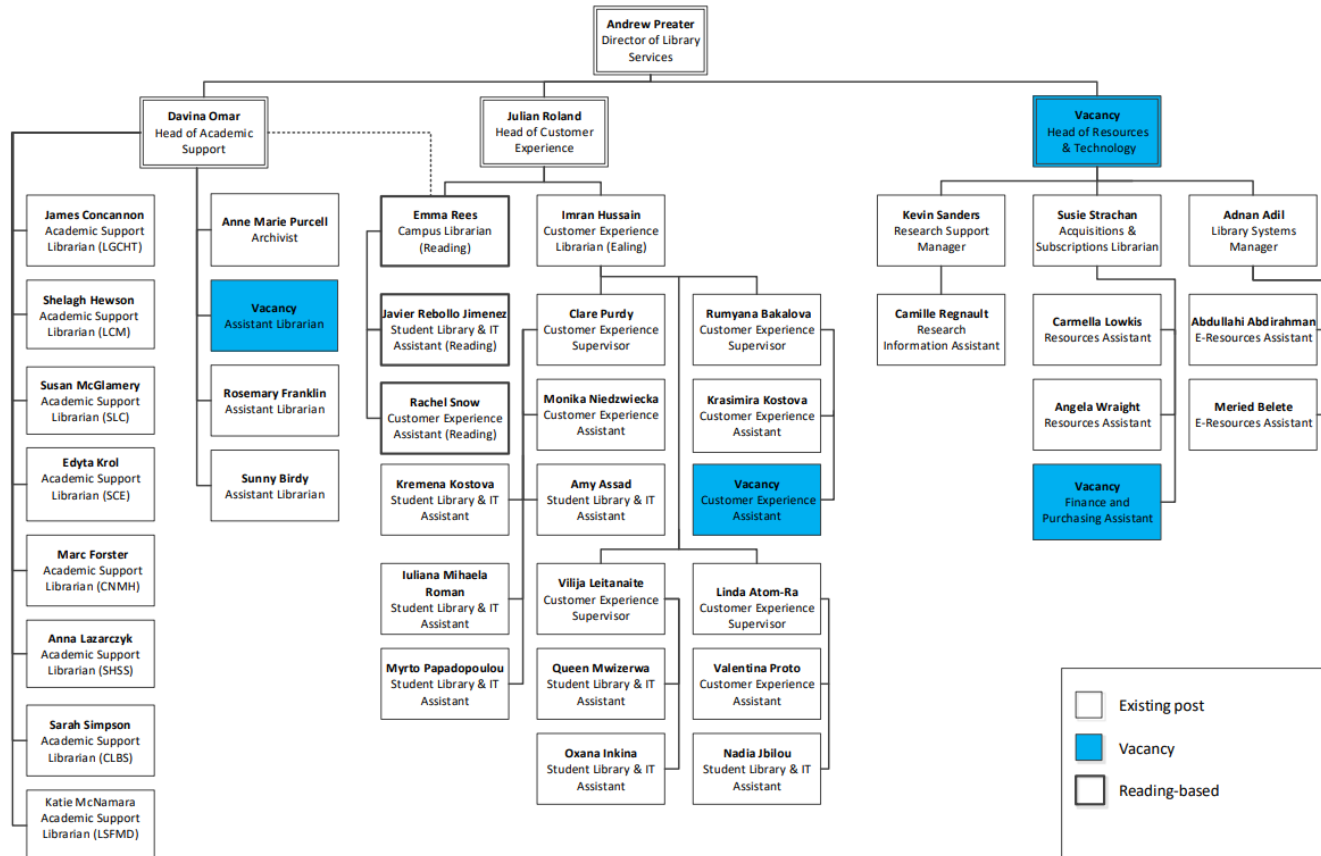 Andrew Preater
Director of Library
Services
Davina Omar
Head of Academic
Support
Julian Roland
Head of Customer
Experience
Vacancy
Head of Resources
& Technology
James Concannon
Academic Support
Librarian (LGCHT)
Shelagh Hewson
Academic Support
Librarian (LCM)
Susan McGlamery
Academic Support
Librarian (SLC)
Edyta Krol
Academic Support
Librarian (SCE)
Marc Forster
Academic Support
Librarian (CNMH)
Anna Lazarczyk
Academic Support
Librarian (SHSS)
Sarah Simpson
Academic Support
Librarian (CLBS)
Katie McNamara
Academic Support
Librarian (LSFMD)
Anne Marie Purcell
Archivist
Vacancy
Assistant Librarian
Rosemary Franklin
Assistant Librarian
Sunny Birdy
Assistant Librarian
Emma Rees
Campus Librarian
(Reading)
Javier Rebollo Jimenez
Student Library & IT
Assistant (Reading)
Rachel Snow
Customer Experience
Assistant (Reading)
Imran Hussain
Customer Experience
Librarian (Ealing)
Clare Purdy
Customer Experience
Supervisor
Monika Niedzwiecka
Customer Experience
Assistant
Kremena Kostova
Student Library & IT
Assistant
Amy Assad
Student Library & IT
Assistant
Iuliana Mihaela
Roman
Student Library & IT
Assistant
Myrto Papadopoulou
Student Library & IT
Assistant
Rumyana Bakalova
Customer Experience
Supervisor
Krasimira Kostova
Customer Experience
Assistant
Vacancy
Customer Experience
Assistant
Vilija Leitanaite
Customer Experience
Supervisor
Queen Mwizerwa
Student Library & IT
Assistant
Oxana Inkina
Student Library & IT
Assistant
Linda Atom-Ra
Customer Experience
Supervisor
Valentina Proto
Customer Experience
Assistant
Nadia Jbilou
Student Library & IT
Assistant
Kevin Sanders
Research Support
Manager
Camille Regnault
Research
Information Assistant
Susie Strachan
Acquisitions &
Subscriptions Librarian
Carmella Lowkis
Resources Assistant
Angela Wraight
Resources Assistant
Vacancy
Finance and
Purchasing Assistant
Adnan Adil
Library Systems
Manager
Abdullahi Abdirahman
E-Resources Assistant
Meried Belete
E-Resources Assistant
Existing post
Vacancy
Reading-based